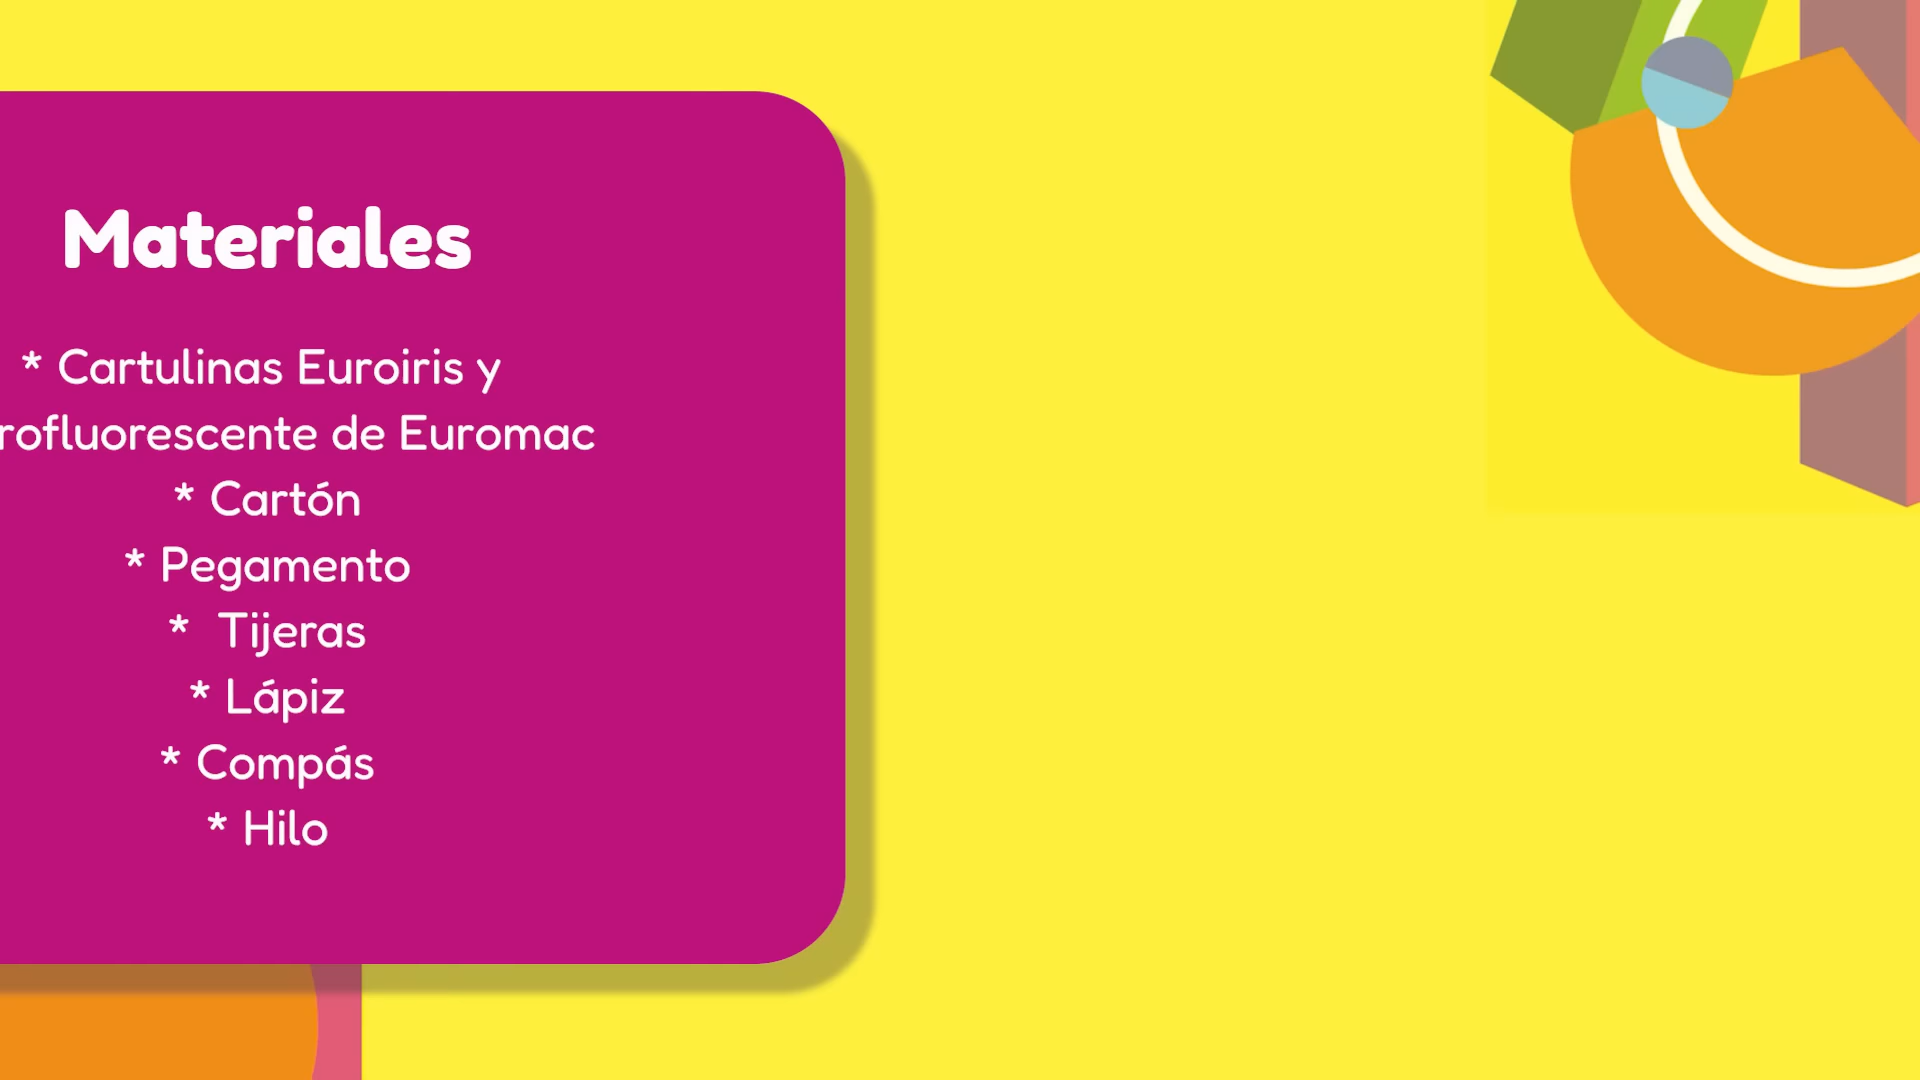 Materiales
* Cartulinas Euroiris y
rofluorescente de Euromac
* Cartón
* Pegamento
* Tijeras
* Lápiz
* Compás
* Hilo